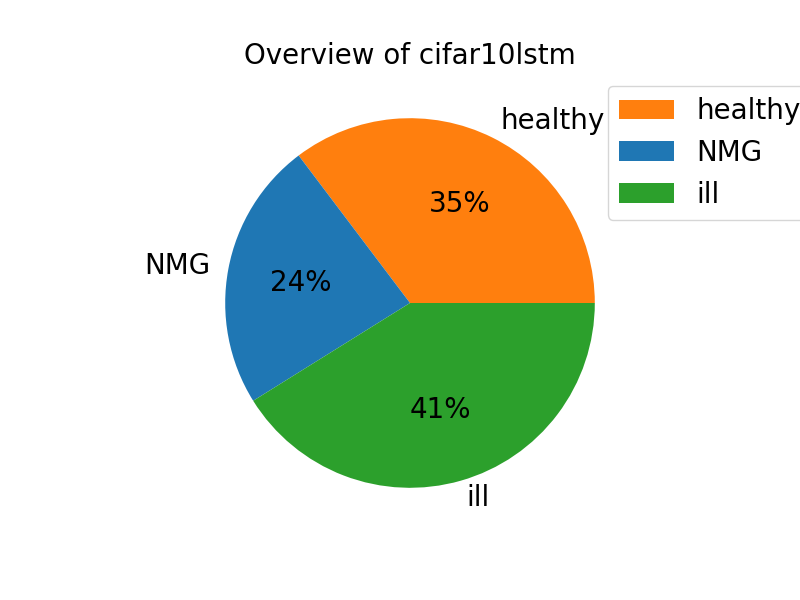 Overview of cifar10lstm
healthy
healthy
NMG
ill
35%
NMG
24%
41%
ill